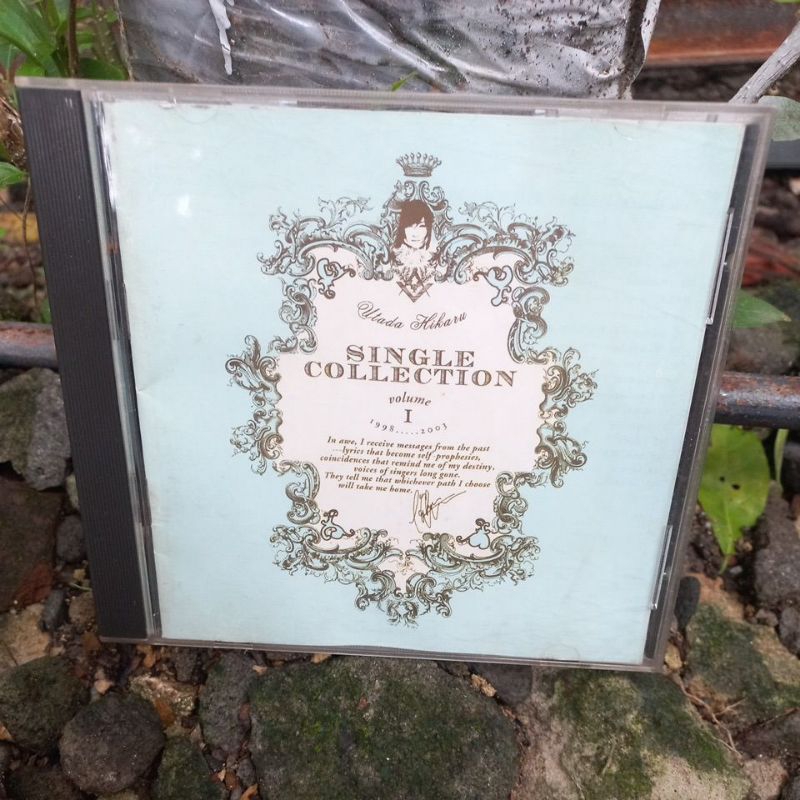 Utada Hikaru
SINGLE
COLLECTION
volume
I
1998.....2003
In awe, I receive messages from the past
...lyrics that become self-prophesies,
coincidences that remind me of my destiny,
voices of singers long gone.
They tell me that whichever path I choose
will take me home.